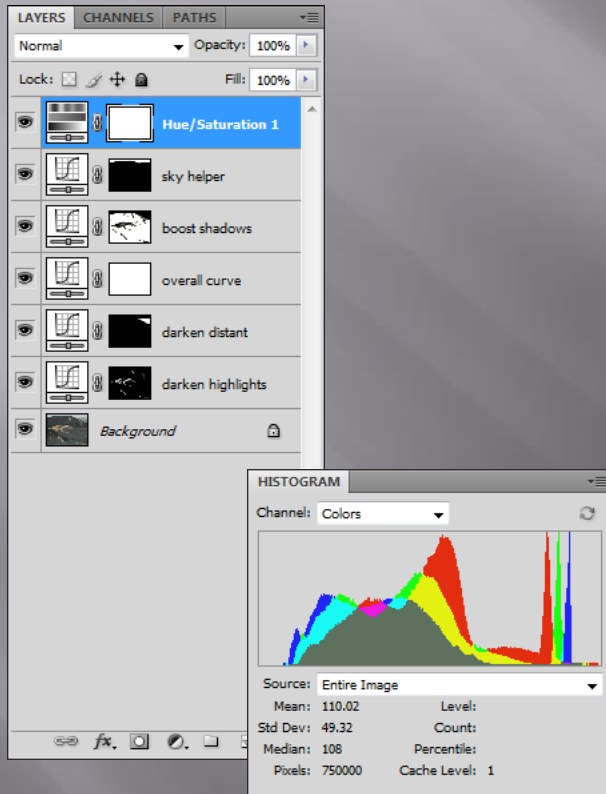 LAYERS CHANNELS PATHS
Normal Opacity: 100%
Lock: Fill: 100%
Hue/Saturation 1
sky helper
boost shadows
overall curve
darken distant
darken highlights
Background
fx.
HISTOGRAM
Channel: Colors
Source: Entire Image
Mean: 110.02 Level:
Std Dev: 49.32 Count:
Median: 108 Percentile:
Pixels: 750000 Cache Level: 1